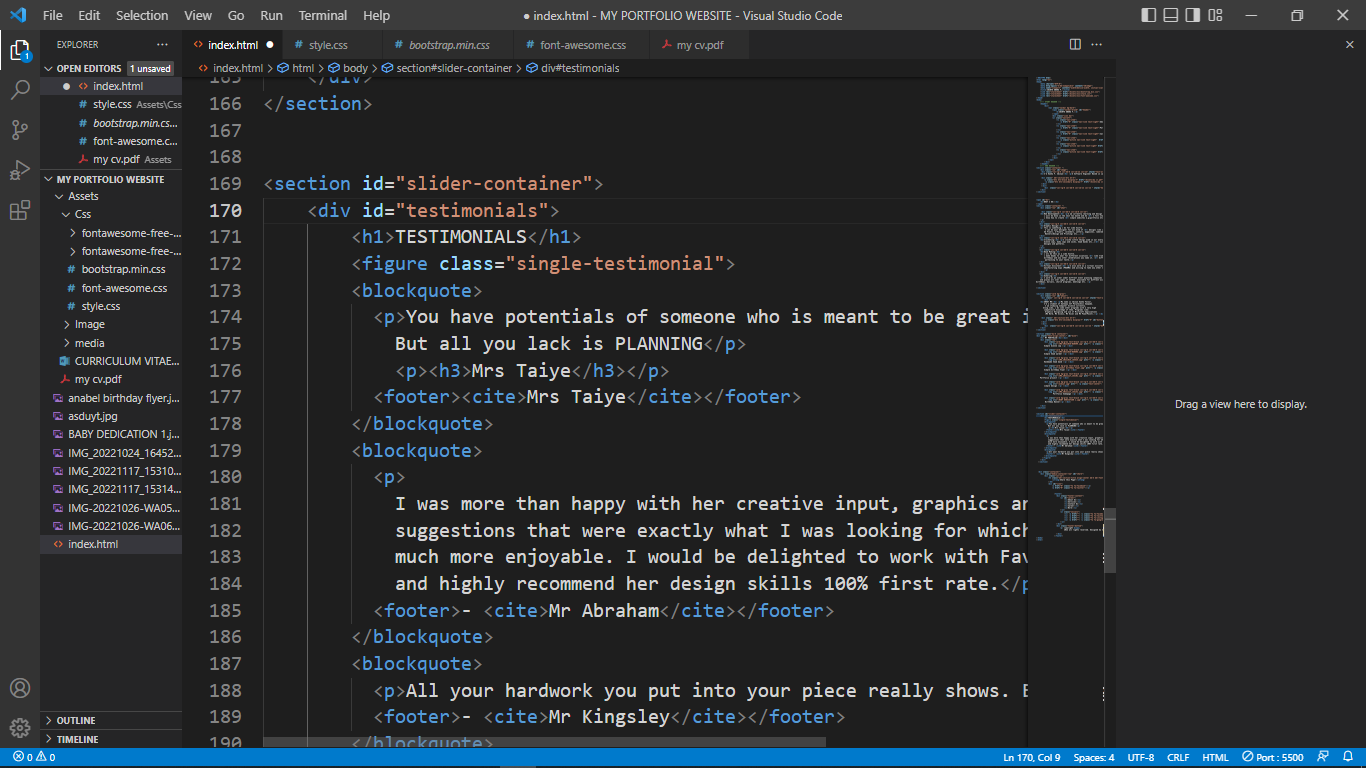 File Edit Selection View Go Run Terminal Help
● index.html - MY PORTFOLIO WEBSITE - Visual Studio Code
EXPLORER ···
index.html ●
style.css
bootstrap.min.css
font-awesome.css
my cv.pdf
index.html > html > body > section#slider-container > div#testimonials
OPEN EDITORS 1 unsaved
● index.html
style.css Assets\Css
bootstrap.min.cs...
font-awesome.c...
my cv.pdf Assets
MY PORTFOLIO WEBSITE
Assets
Css
fontawesome-free-...
fontawesome-free-...
bootstrap.min.css
font-awesome.css
style.css
Image
media
CURRICULUM VITAE...
my cv.pdf
anabel birthday flyer.j...
asduyt.jpg
BABY DEDICATION 1.j...
IMG_20221024_16452...
IMG_20221117_15310...
IMG_20221117_15314...
IMG-20221026-WA05...
IMG-20221026-WA06...
index.html
OUTLINE
TIMELINE
165 </div>
166 </section>
167
168
169 <section id="slider-container">
170 <div id="testimonials">
171 <h1>TESTIMONIALS</h1>
172 <figure class="single-testimonial">
173 <blockquote>
174 <p>You have potentials of someone who is meant to be great i
175 But all you lack is PLANNING</p>
176 <p><h3>Mrs Taiye</h3></p>
177 <footer><cite>Mrs Taiye</cite></footer>
178 </blockquote>
179 <blockquote>
180 <p>
181 I was more than happy with her creative input, graphics an
182 suggestions that were exactly what I was looking for which
183 much more enjoyable. I would be delighted to work with Fav
184 and highly recommend her design skills 100% first rate.</p
185 <footer>- <cite>Mr Abraham</cite></footer>
186 </blockquote>
187 <blockquote>
188 <p>All your hardwork you put into your piece really shows. E
189 <footer>- <cite>Mr Kingsley</cite></footer>
190 </blockquote>
Drag a view here to display.
1
0 0
Ln 170, Col 9 Spaces: 4 UTF-8 CRLF HTML Port : 5500